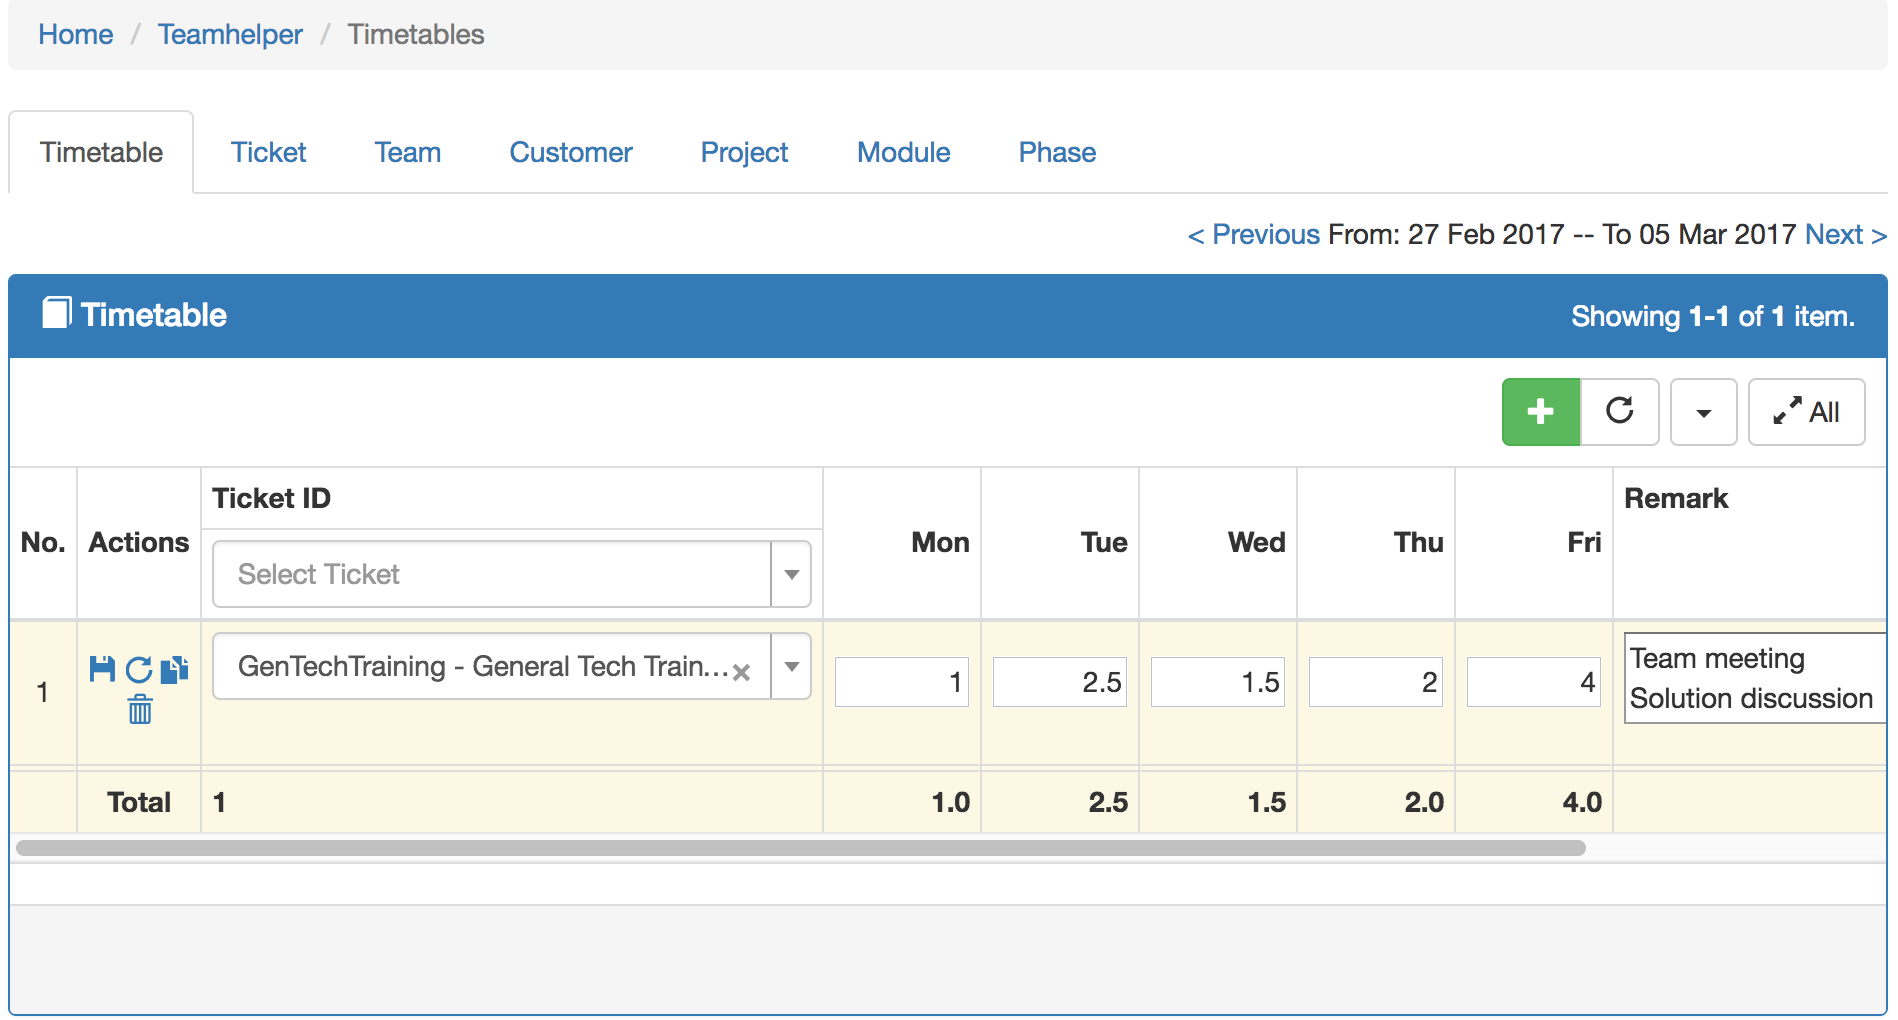 Home / Teamhelper / Timetables
Timetable Ticket Team Customer Project Module Phase
< Previous From: 27 Feb 2017 -- To 05 Mar 2017 Next >
Timetable Showing 1-1 of 1 item.
All
No. Actions Ticket ID Mon Tue Wed Thu Fri Remark
Select Ticket
1 GenTechTraining - General Tech Train... × 1 2.5 1.5 2 4 Team meeting
Solution discussion
Total 1 1.0 2.5 1.5 2.0 4.0